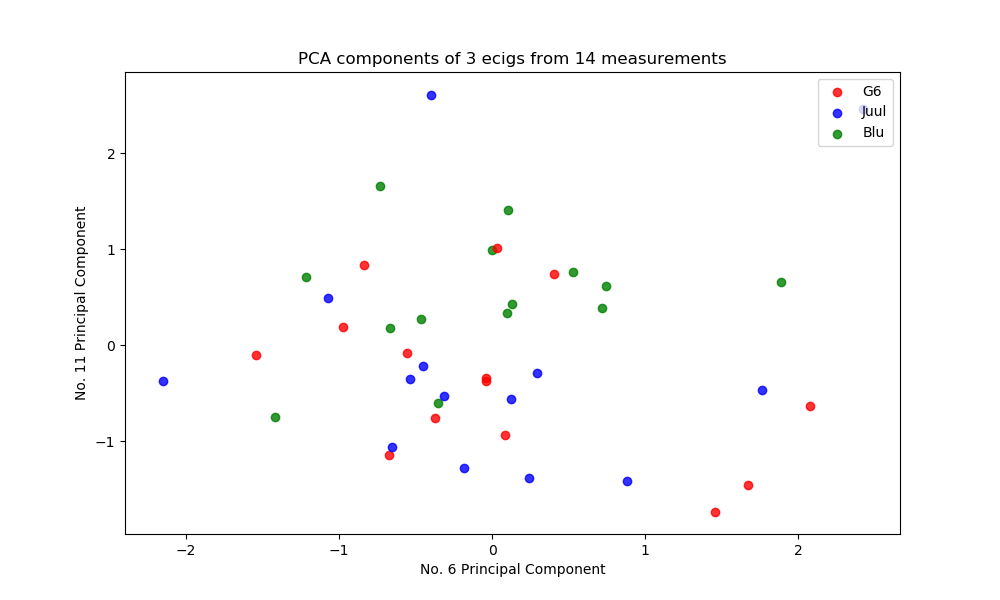 PCA components of 3 ecigs from 14 measurements
G6
Juul
Blu
2
1
0
−1
No. 11 Principal Component
−2
−1
0
1
2
No. 6 Principal Component